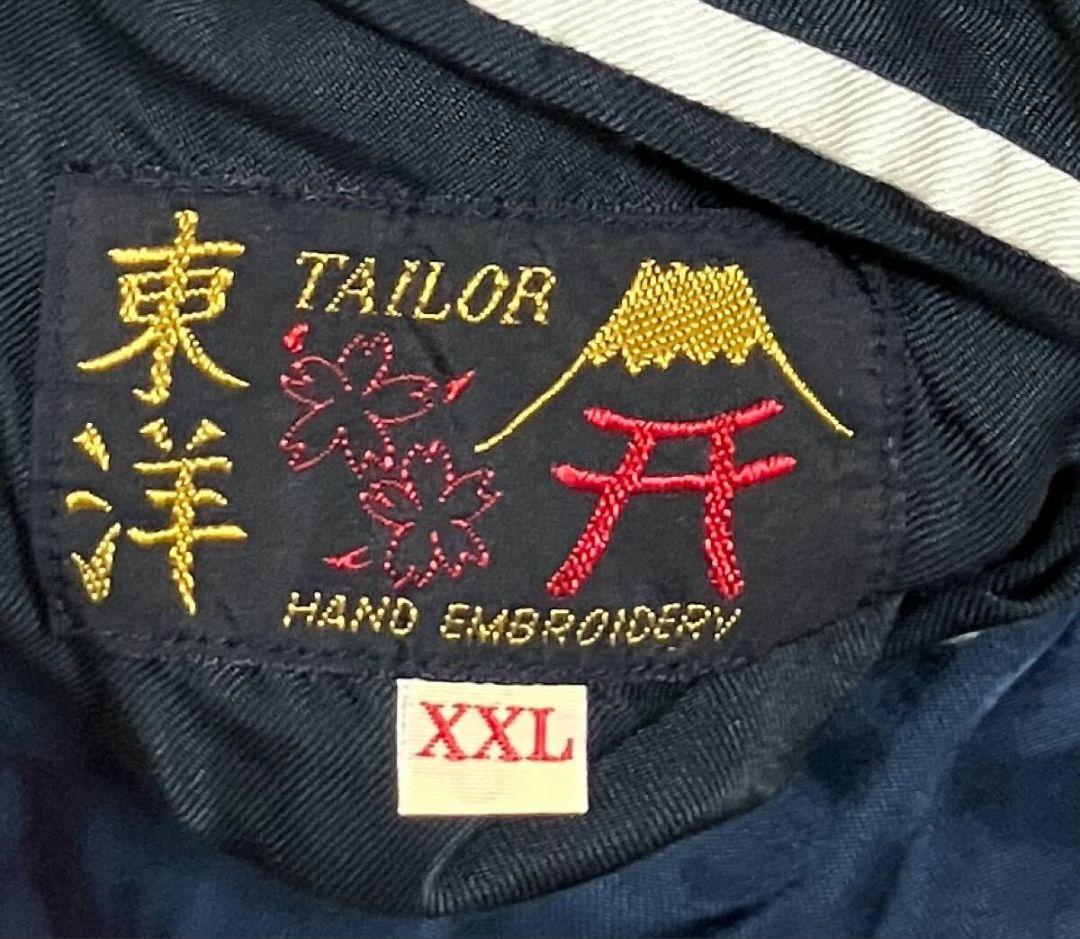 東洋
TAILOR
HAND EMBROIDERY
XXL